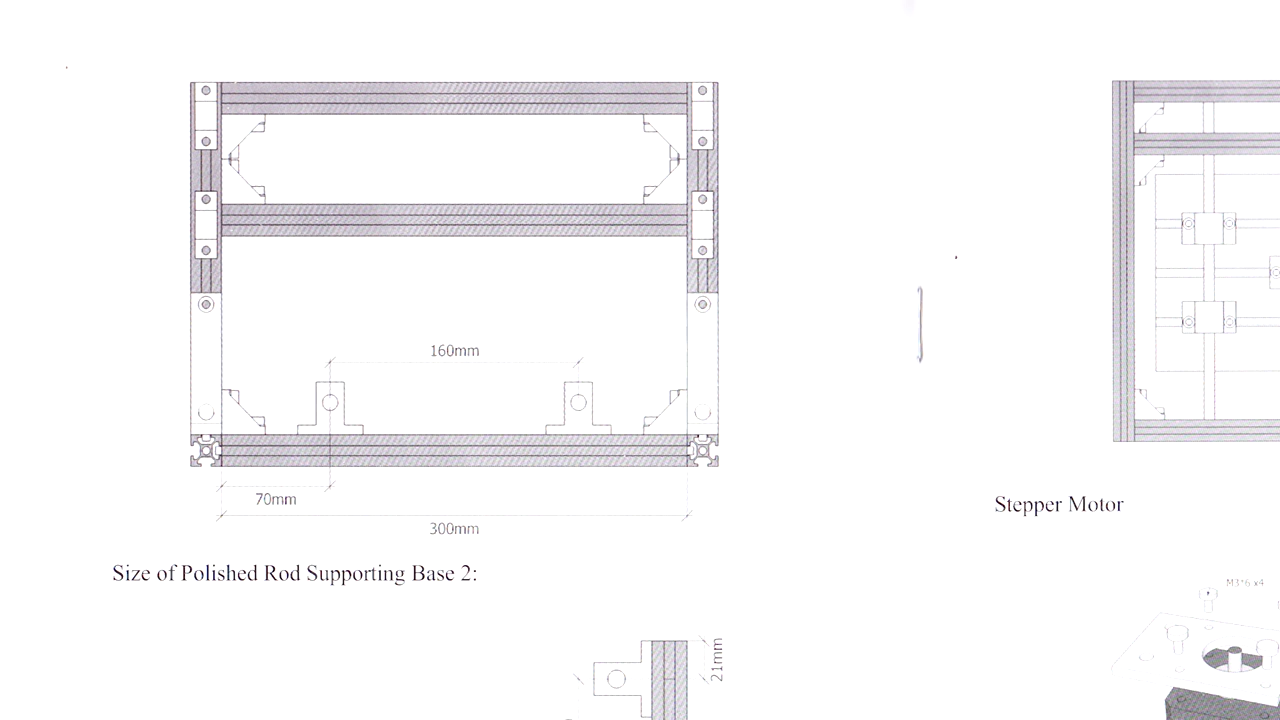 160mm
70mm
300mm
Size of Polished Rod Supporting Base 2:
21mm
Stepper Motor
M3*6 x4